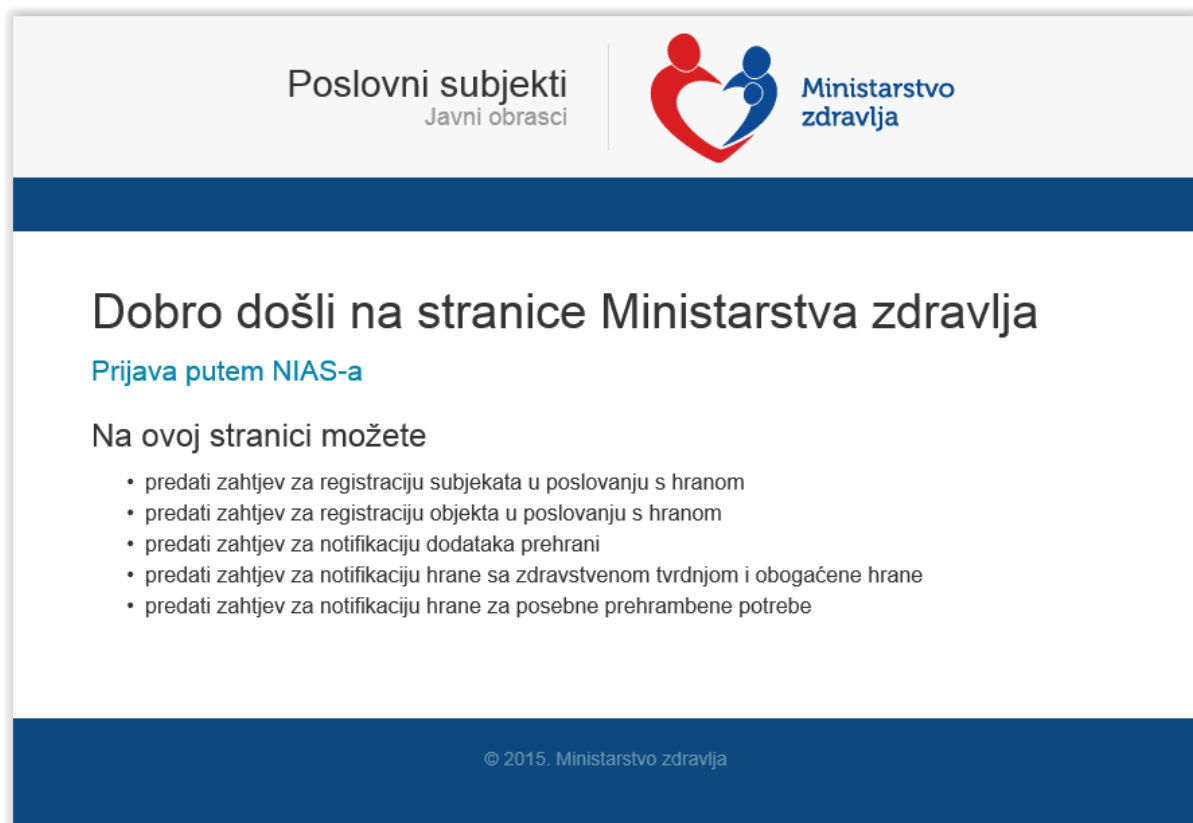 Poslovni subjekti
Javni obrasci
Ministarstvo
zdravlja
Dobro došli na stranice Ministarstva zdravlja
Prijava putem NIAS-a
Na ovoj stranici možete
• predati zahtjev za registraciju subjekata u poslovanju s hranom
• predati zahtjev za registraciju objekta u poslovanju s hranom
• predati zahtjev za notifikaciju dodataka prehrani
• predati zahtjev za notifikaciju hrane sa zdravstvenom tvrdnjom i obogaćene hrane
• predati zahtjev za notifikaciju hrane za posebne prehrambene potrebe
© 2015. Ministarstvo zdravlja